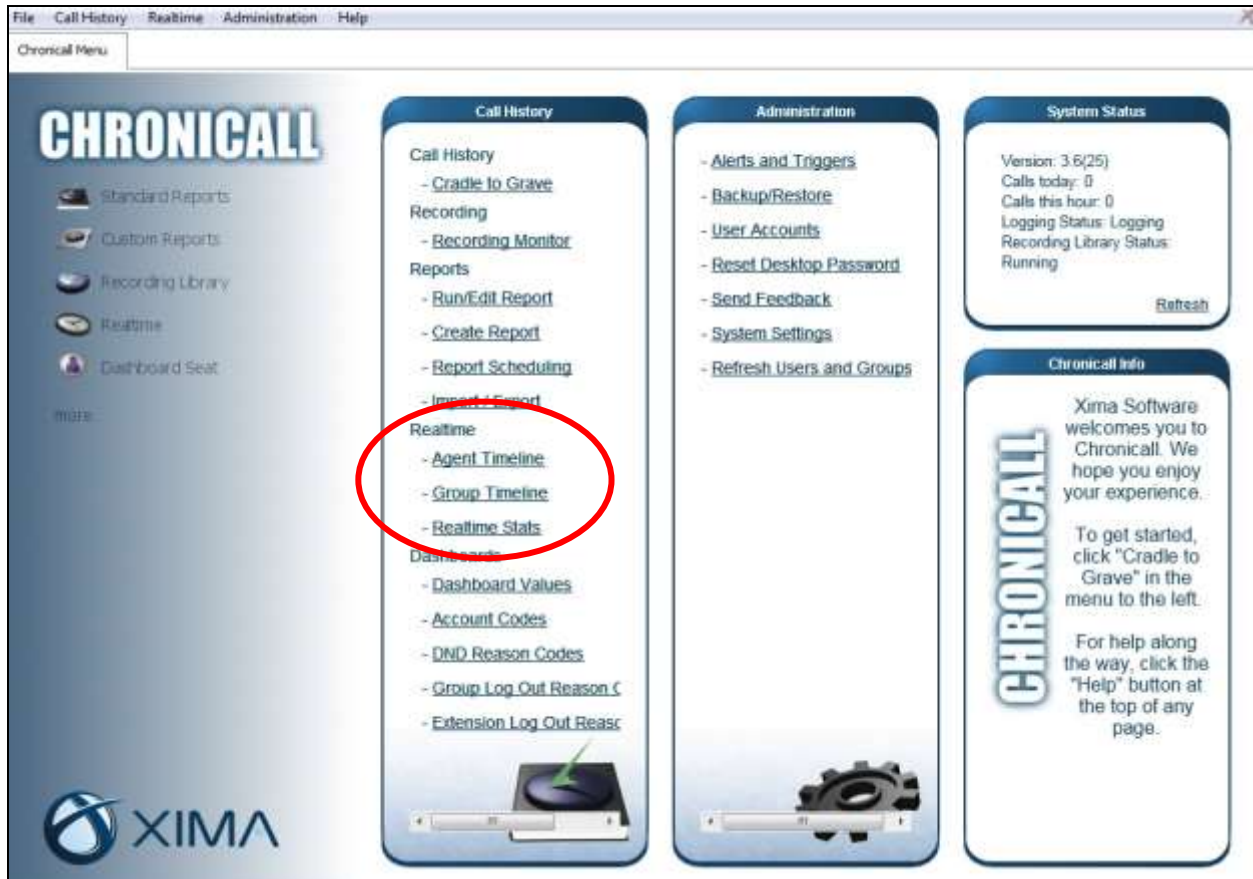 File Call History Realtime Administration Help
Chronicall Menu
CHRONICALL
Standard Reports
Custom Reports
Recording Library
Realtime
Dashboard Seat
more
XIMA
Call History
Call History
- Cradle to Grave
Recording
- Recording Monitor
Reports
- Run/Edit Report
- Create Report
- Report Scheduling
- Import / Export
Realtime
- Agent Timeline
- Group Timeline
- Realtime Stats
Dashboards
- Dashboard Values
- Account Codes
- DND Reason Codes
- Group Log Out Reason C
- Extension Log Out Reasc
Administration
- Alerts and Triggers
- Backup/Restore
- User Accounts
- Reset Desktop Password
- Send Feedback
- System Settings
- Refresh Users and Groups
System Status
Version: 3.6(25)
Calls today: 0
Calls this hour: 0
Logging Status: Logging
Recording Library Status:
Running
Refresh
Chronicall Info
CHRONICALL
Xima Software
welcomes you to
Chronicall. We
hope you enjoy
your experience.
To get started,
click "Cradle to
Grave" in the
menu to the left.
For help along
the way, click the
"Help" button at
the top of any
page.